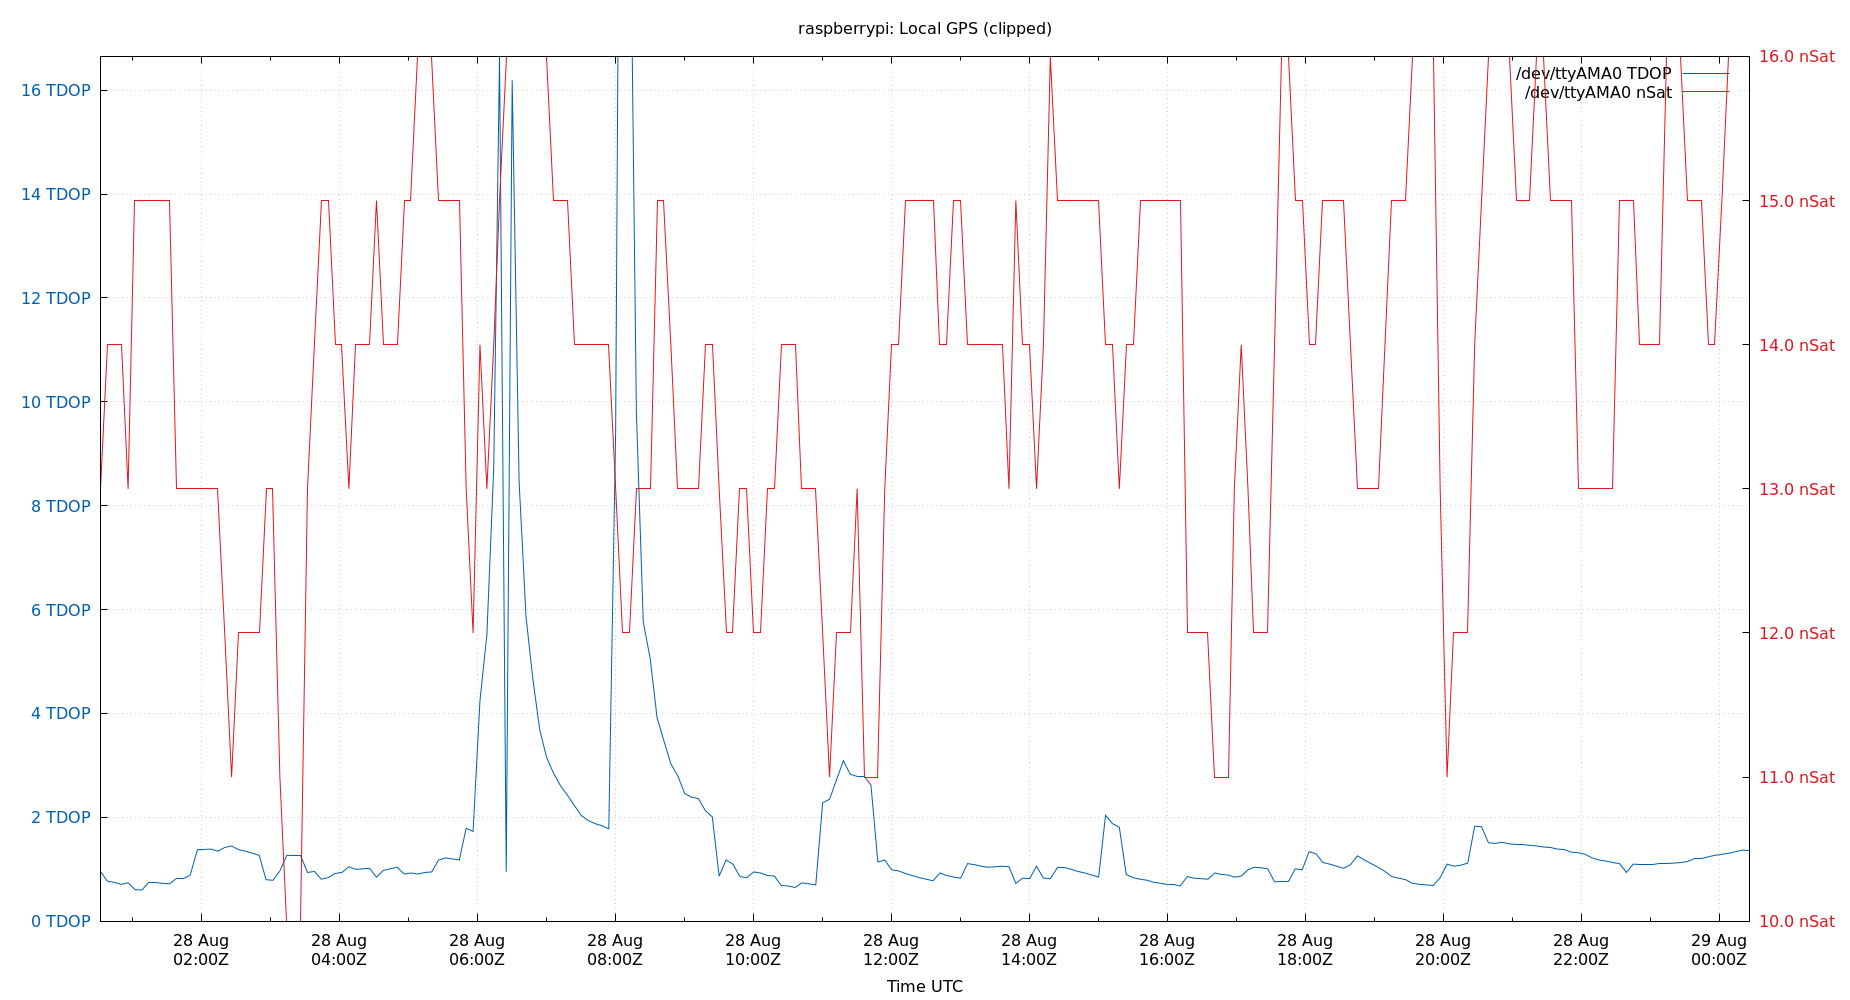 raspberrypi: Local GPS (clipped)
16.0 nSat
/dev/ttyAMA0 TDOP
16 TDOP
/dev/ttyAMA0 nSat
14 TDOP
15.0 nSat
12 TDOP
14.0 nSat
10 TDOP
13.0 nSat
8 TDOP
6 TDOP
12.0 nSat
4 TDOP
11.0 nSat
2 TDOP
0 TDOP
10.0 nSat
28 Aug 28 Aug 28 Aug 28 Aug 28 Aug 28 Aug 28 Aug 28 Aug 28 Aug 28 Aug 28 Aug 29 Aug
02:00Z 04:00Z 06:00Z 08:00Z 10:00Z 12:00Z 14:00Z 16:00Z 18:00Z 20:00Z 22:00Z 00:00Z
Time UTC